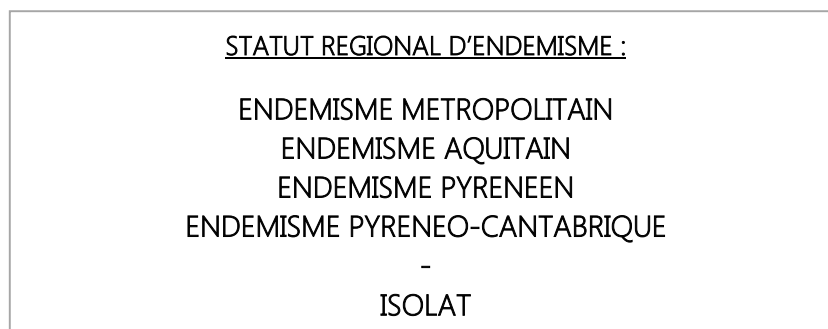 STATUT REGIONAL D’ENDEMISME :
ENDEMISME METROPOLITAIN
ENDEMISME AQUITAIN
ENDEMISME PYRENEEN
ENDEMISME PYRENEO-CANTABRIQUE
-
ISOLAT